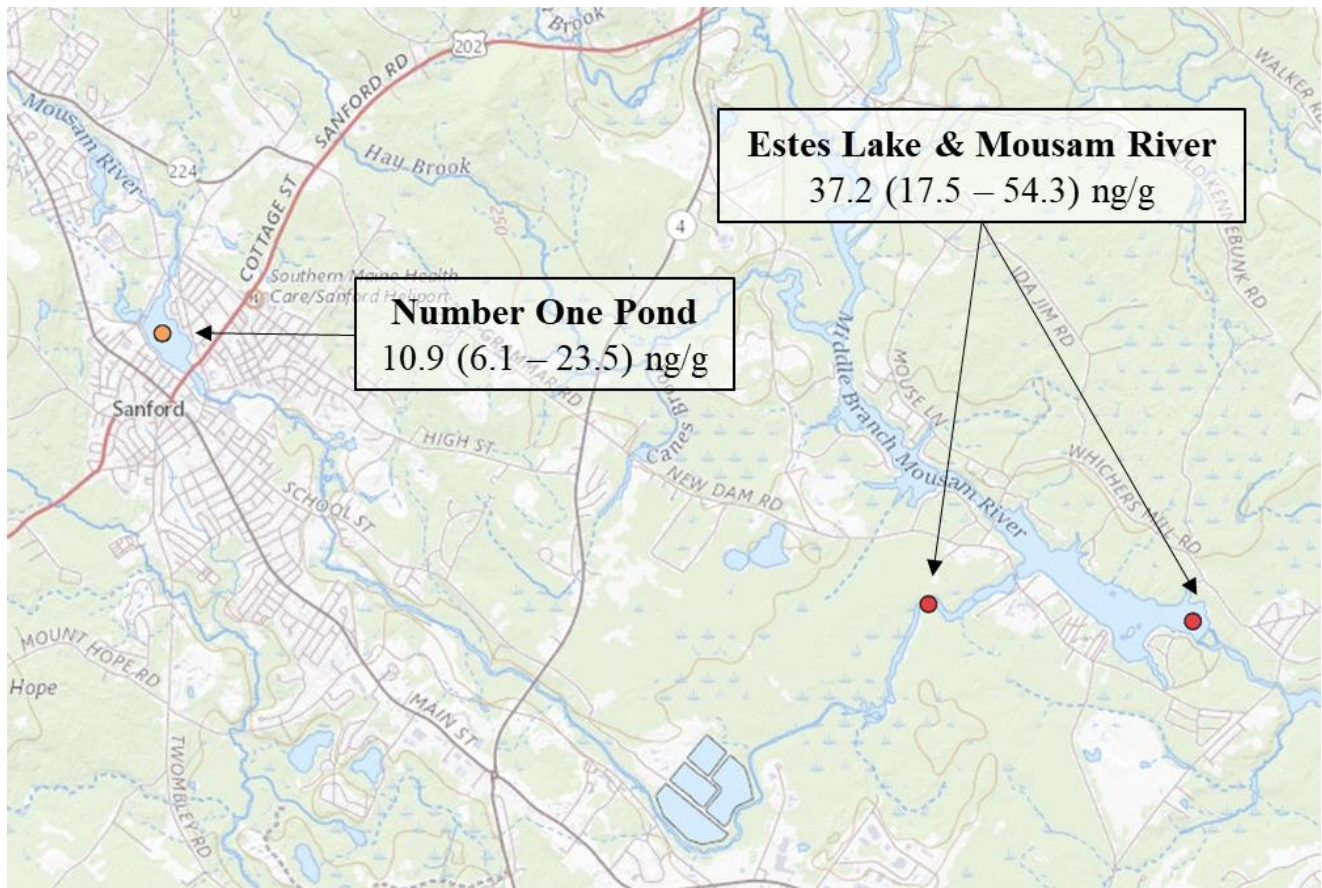 Brook
Brook
202
WALKER RD
SANFORD RD
Mousam River
Hay Brook
224
Estes Lake & Mousam River
37.2 (17.5 – 54.3) ng/g
OLD KENNEBUNK RD
250
4
COTTAGE ST
Southern Maine Health
Care/Sanford Heliport
IDA JIM RD
Number One Pond
10.9 (6.1 – 23.5) ng/g
Middle Branch Mousam River
MOUSE LN
Sanford
HIGH ST
Canes
NEW DAM RD
WHICHERS MILL RD
SCHOOL ST
MOUNT HOPE RD
Hope
MAIN ST
TWOMBLEY RD